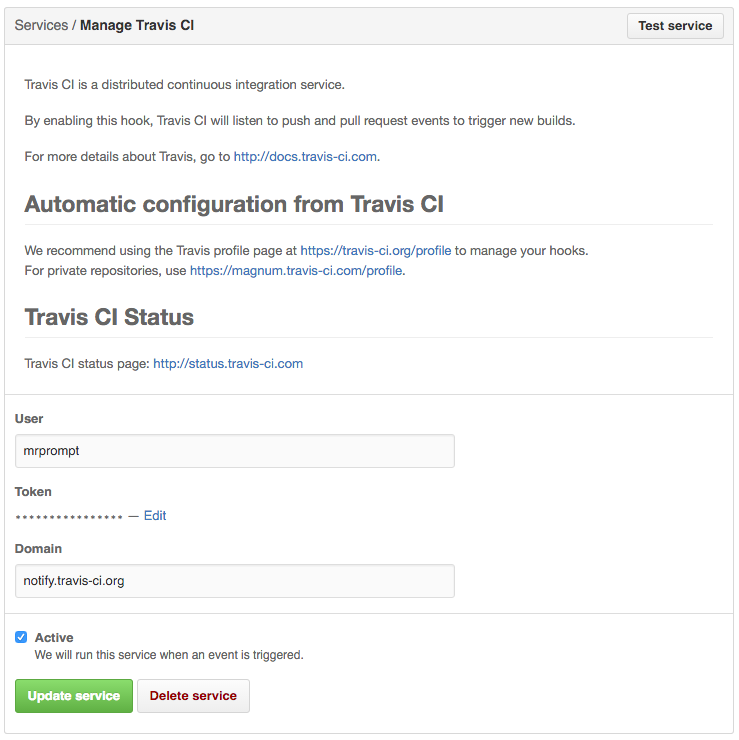 Services / Manage Travis CI
Test service
Travis CI is a distributed continuous integration service.
By enabling this hook, Travis CI will listen to push and pull request events to trigger new builds.
For more details about Travis, go to http://docs.travis-ci.com.
Automatic configuration from Travis CI
We recommend using the Travis profile page at https://travis-ci.org/profile to manage your hooks.
For private repositories, use https://magnum.travis-ci.com/profile.
Travis CI Status
Travis CI status page: http://status.travis-ci.com
User
mrprompt
Token
**************** — Edit
Domain
notify.travis-ci.org
Active
We will run this service when an event is triggered.
Update service
Delete service